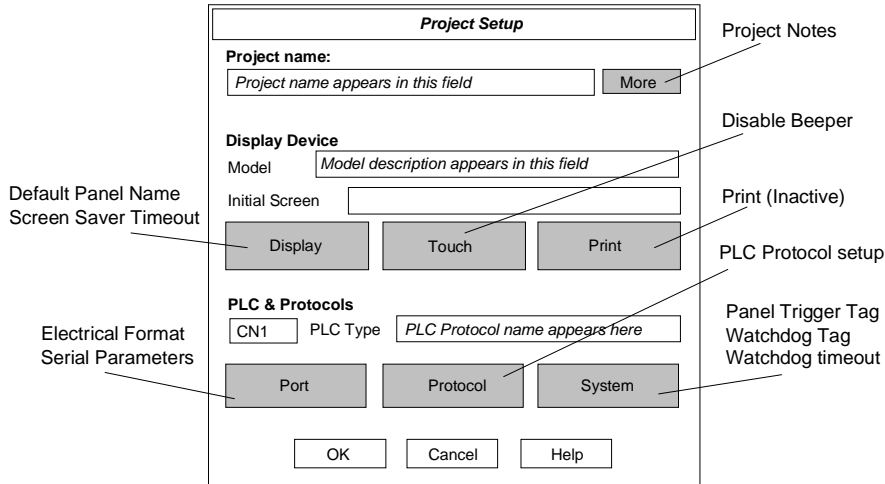 Project Setup
Project Notes
Project name:
Project name appears in this field
More
Disable Beeper
Display Device
Model
Model description appears in this field
Default Panel Name
Screen Saver Timeout
Initial Screen
Print (Inactive)
Display
Touch
Print
PLC Protocol setup
PLC & Protocols
CN1
PLC Type
PLC Protocol name appears here
Electrical Format
Serial Parameters
Panel Trigger Tag
Watchdog Tag
Watchdog timeout
Port
Protocol
System
OK
Cancel
Help